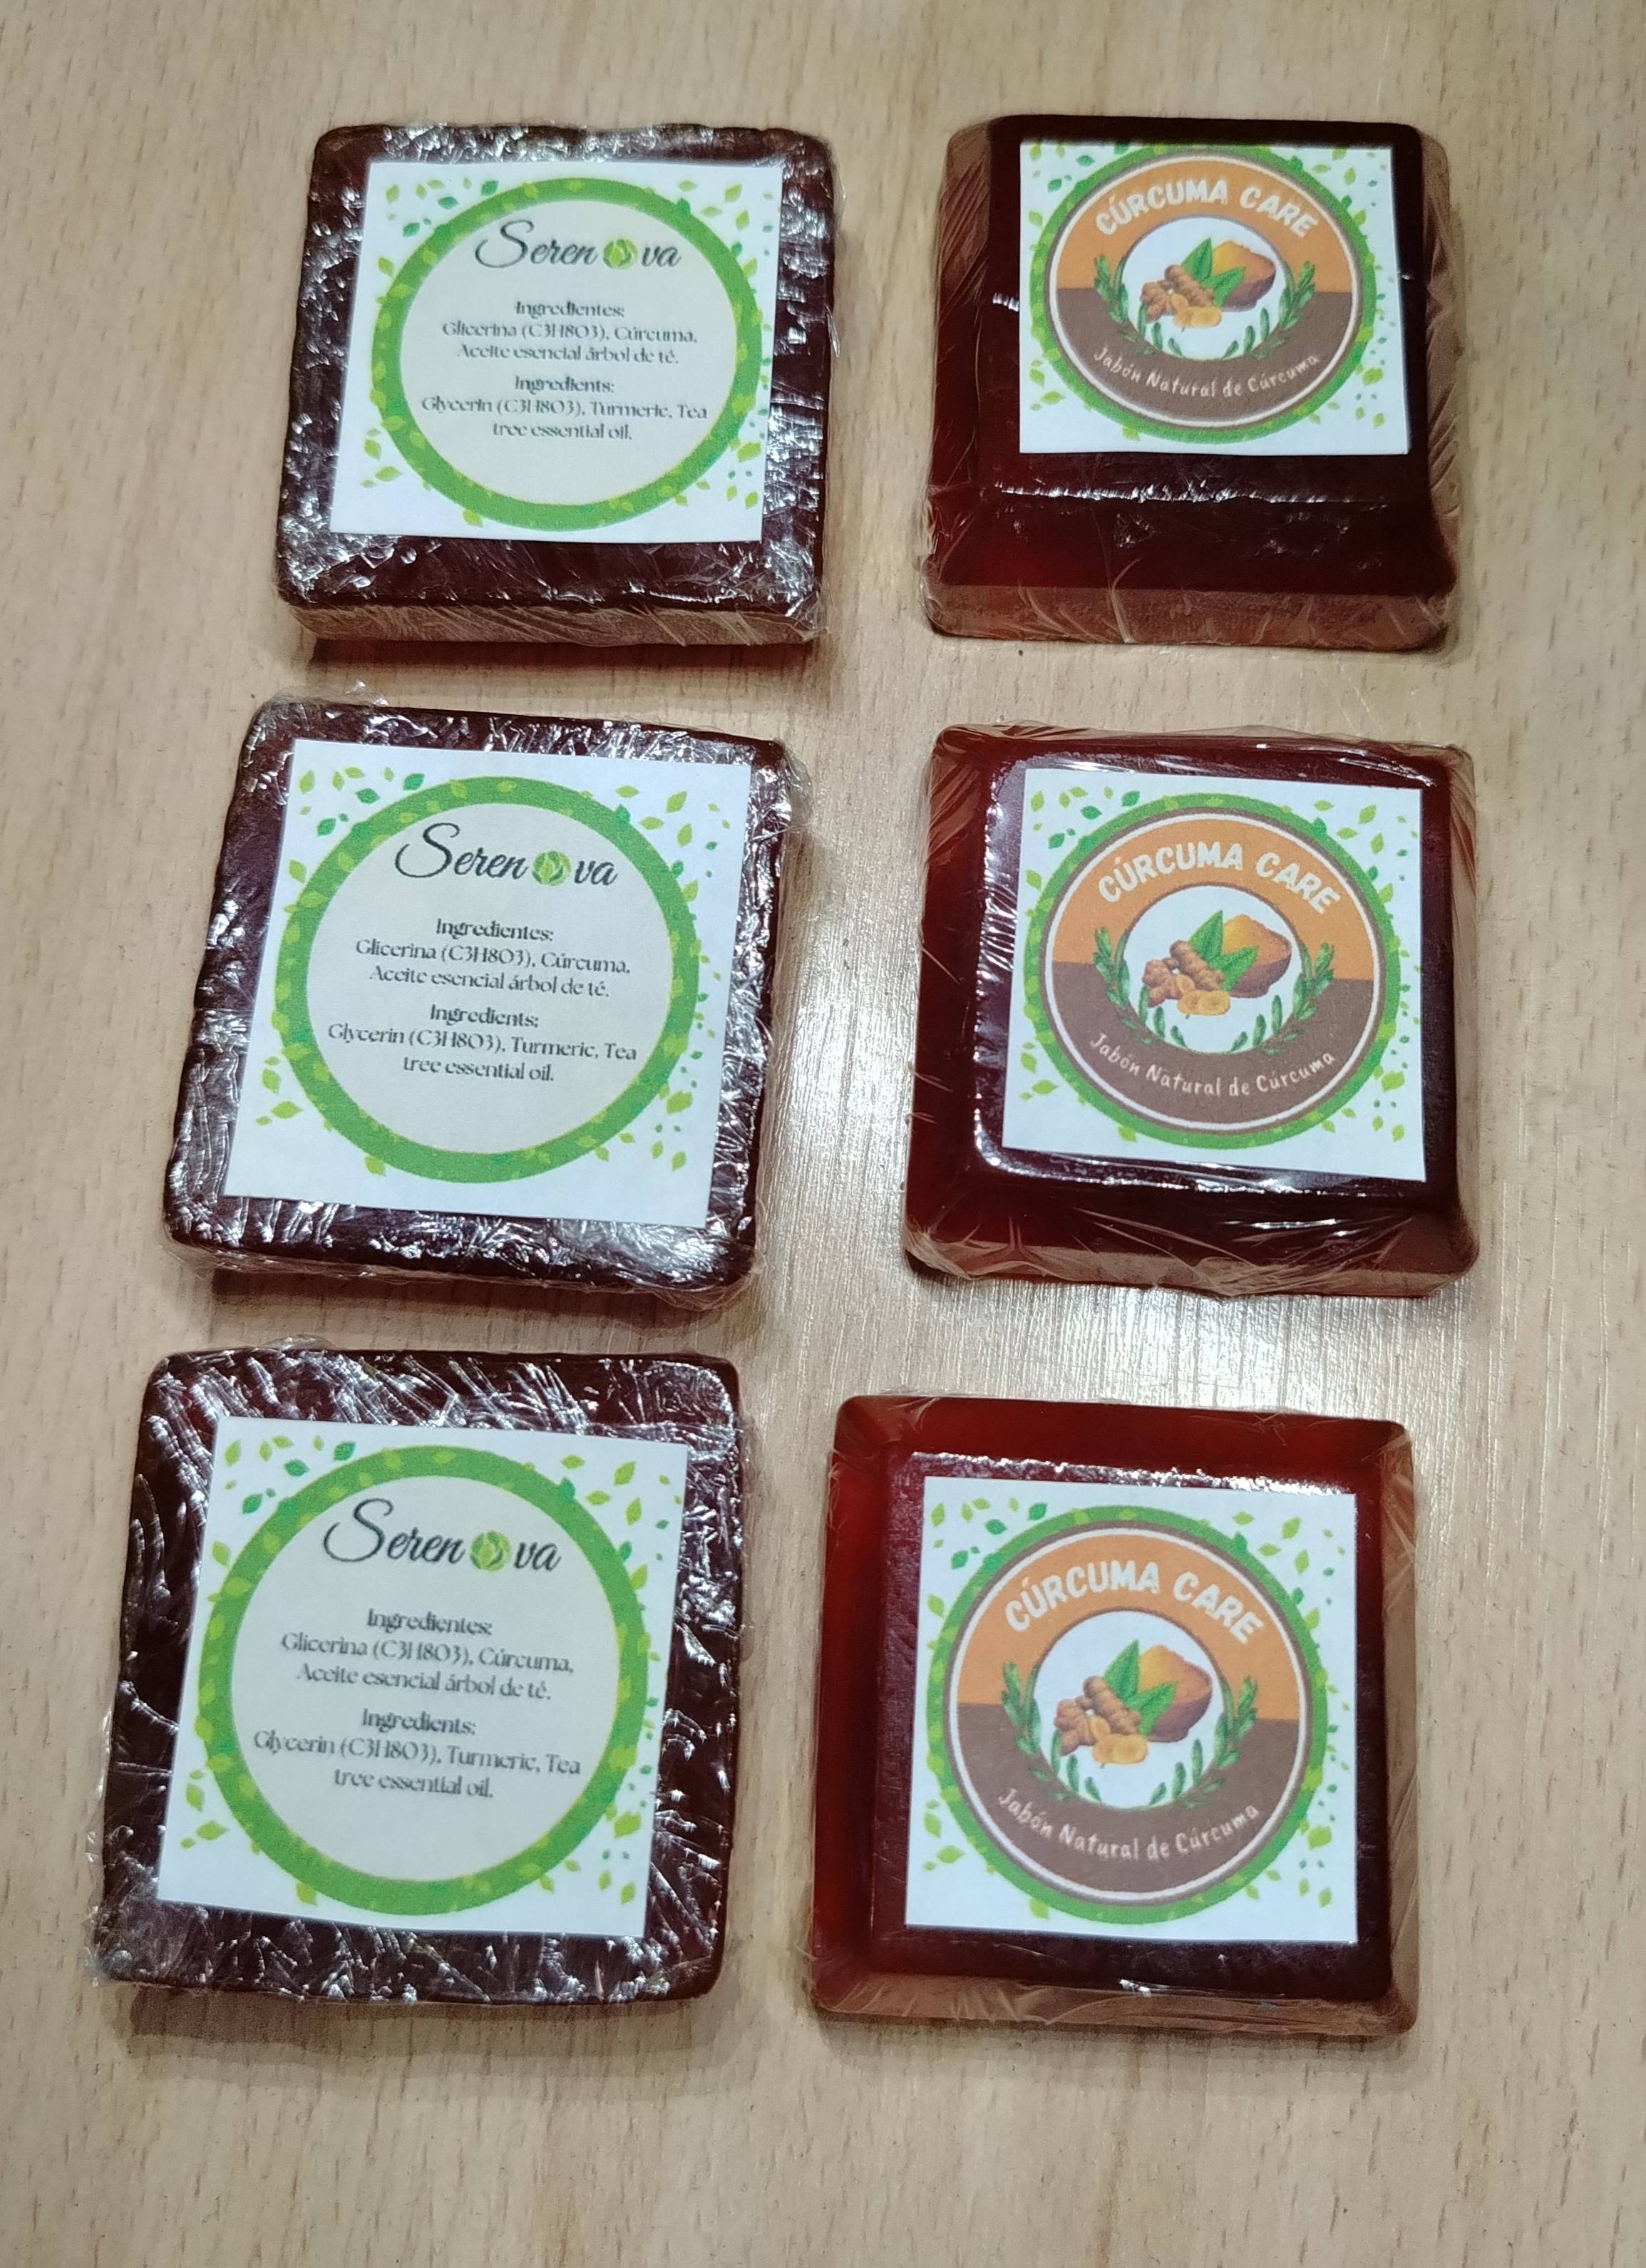 Serenova
Ingredientes:
Glicerina (C3H8O3), Cúrcuma,
Aceite esencial árbol de té.
Ingredients:
Glycerin (C3H8O3), Turmeric, Tea
tree essential oil.
CÚRCUMA CARE
Jabón Natural de Cúrcuma
Serenova
Ingredientes:
Glicerina (C3H8O3), Cúrcuma,
Aceite esencial árbol de té.
Ingredients:
Glycerin (C3H8O3), Turmeric, Tea
tree essential oil.
CÚRCUMA CARE
Jabón Natural de Cúrcuma
Serenova
Ingredientes:
Glicerina (C3H8O3), Cúrcuma,
Aceite esencial árbol de té.
Ingredients:
Glycerin (C3H8O3), Turmeric, Tea
tree essential oil.
CÚRCUMA CARE
Jabón Natural de Cúrcuma